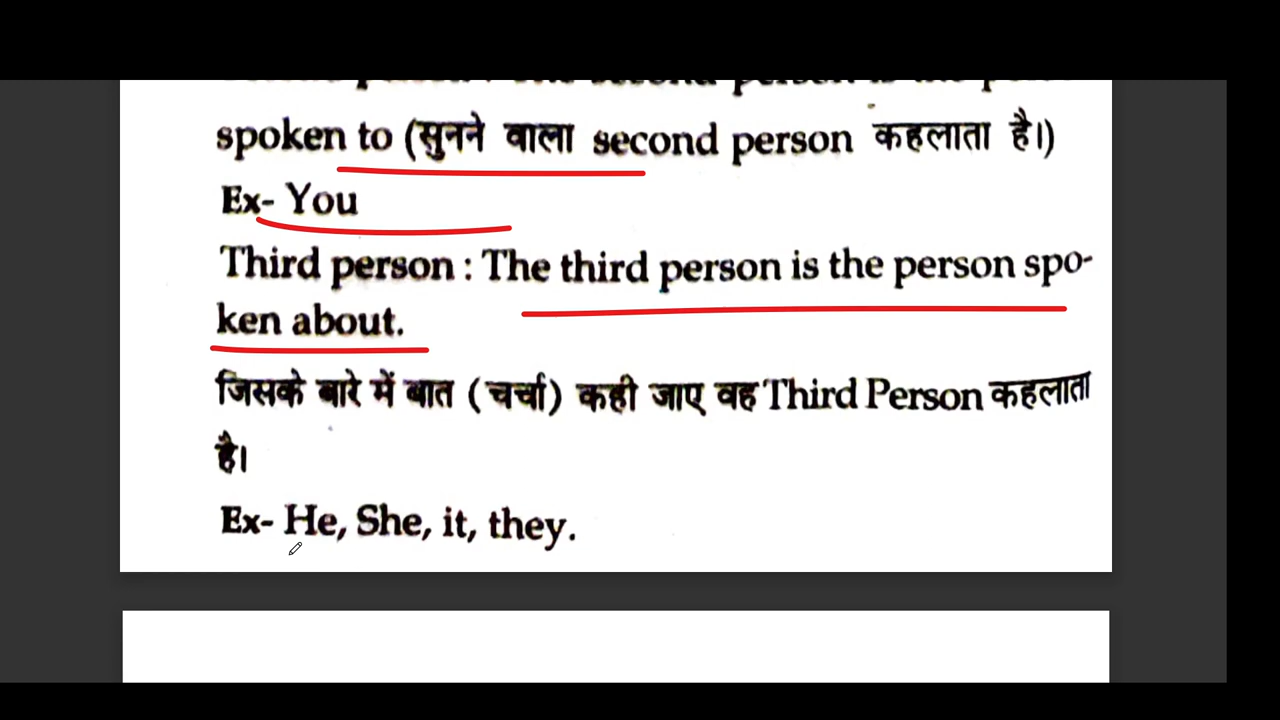 spoken to (सुनने वाला second person कहलाता है।)
Ex- You
Third person : The third person is the person spo-
ken about.
जिसके बारे में बात (चर्चा) कही जाए वह Third Person कहलाता
है।
Ex- He, She, it, they.